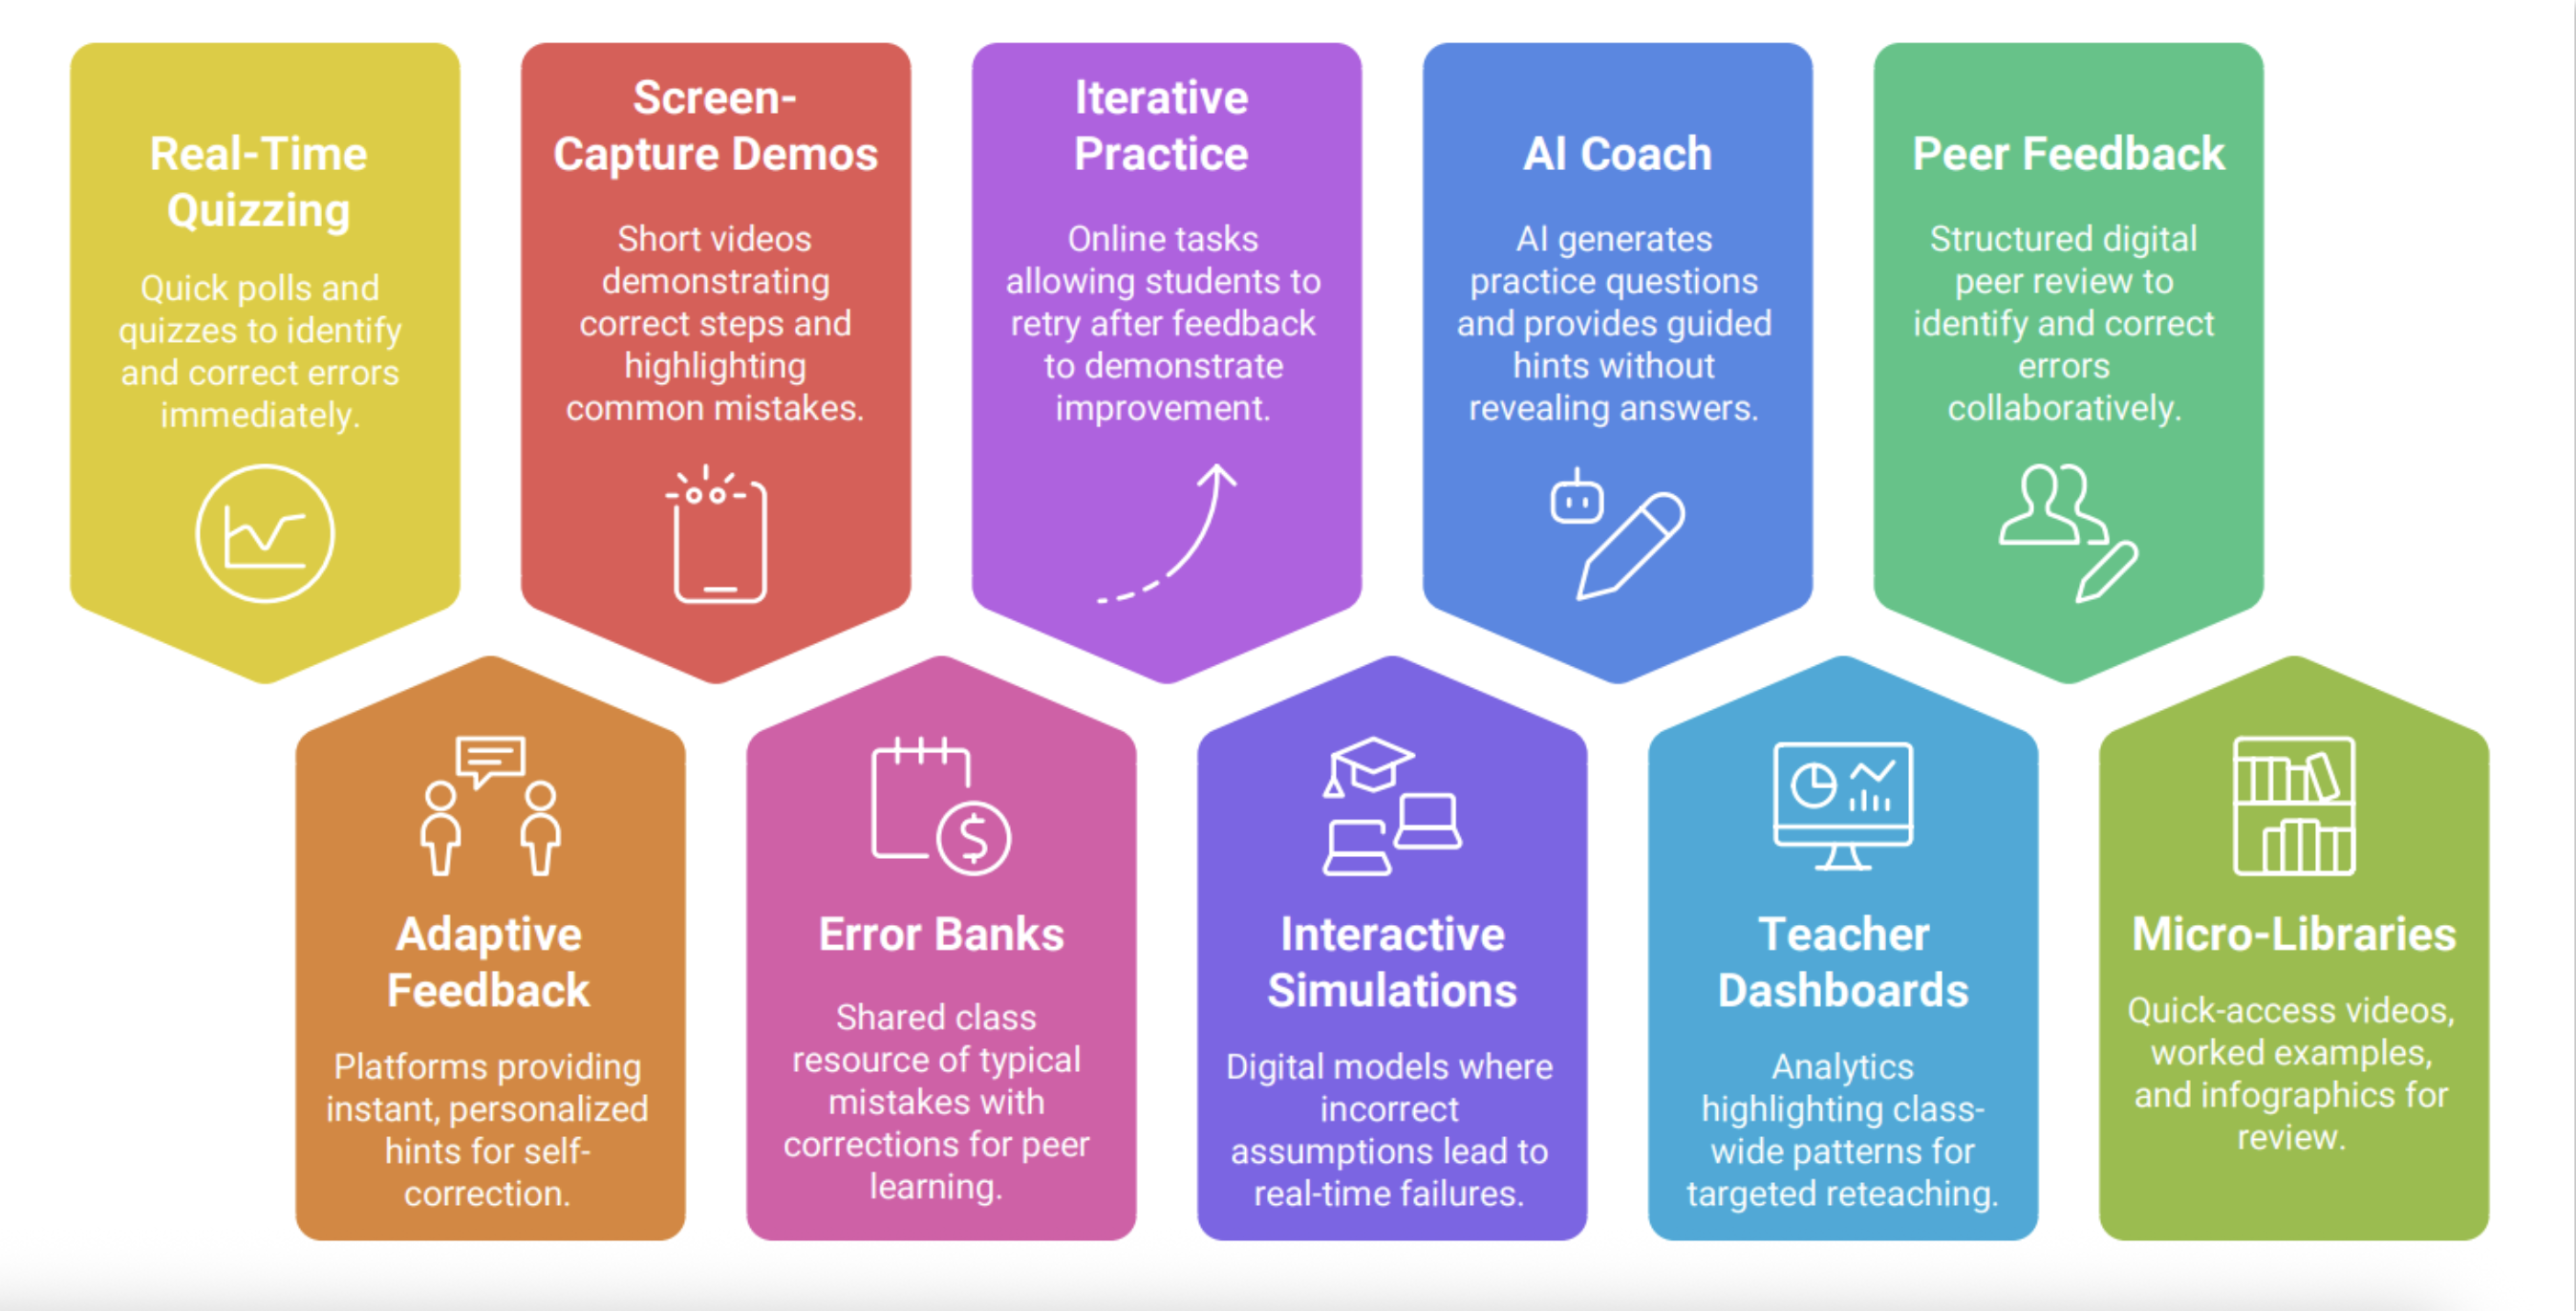 Real-Time
Quizzing
Quick polls and
quizzes to identify
and correct errors
immediately.
Screen-
Capture Demos
Short videos
demonstrating
correct steps and
highlighting
common mistakes.
Iterative
Practice
Online tasks
allowing students to
retry after feedback
to demonstrate
improvement.
AI Coach
AI generates
practice questions
and provides guided
hints without
revealing answers.
Peer Feedback
Structured digital
peer review to
identify and correct
errors
collaboratively.
Adaptive
Feedback
Platforms providing
instant, personalized
hints for self-
correction.
$
Error Banks
Shared class
resource of typical
mistakes with
corrections for peer
learning.
Interactive
Simulations
Digital models where
incorrect
assumptions lead to
real-time failures.
Teacher
Dashboards
Analytics
highlighting class-
wide patterns for
targeted reteaching.
Micro-Libraries
Quick-access videos,
worked examples,
and infographics for
review.